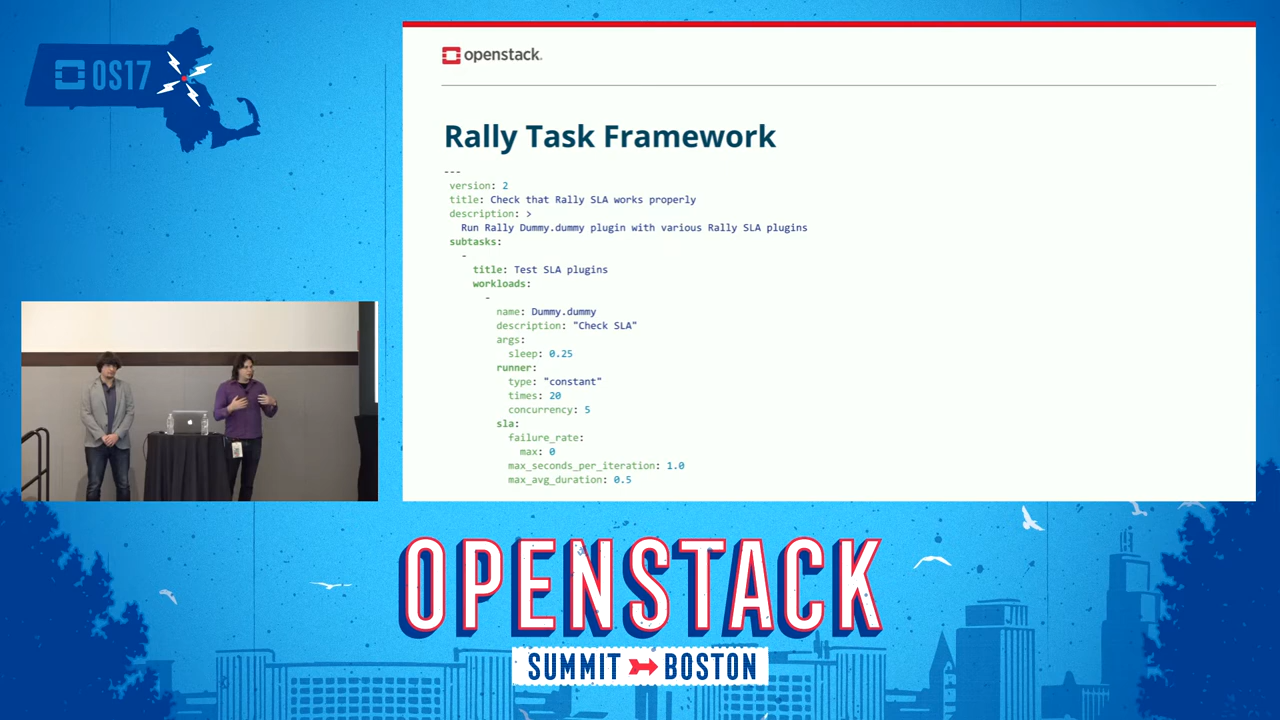 OS17
openstack.
Rally Task Framework
---
version: 2
title: Check that Rally SLA works properly
description: >
Run Rally Dummy.dummy plugin with various Rally SLA plugins
subtasks:
-
title: Test SLA plugins
workloads:
-
name: Dummy.dummy
description: "Check SLA"
args:
sleep: 0.25
runner:
type: "constant"
times: 20
concurrency: 5
sla:
failure_rate:
max: 0
max_seconds_per_iteration: 1.0
max_avg_duration: 0.5
OPENSTACK
SUMMIT BOSTON